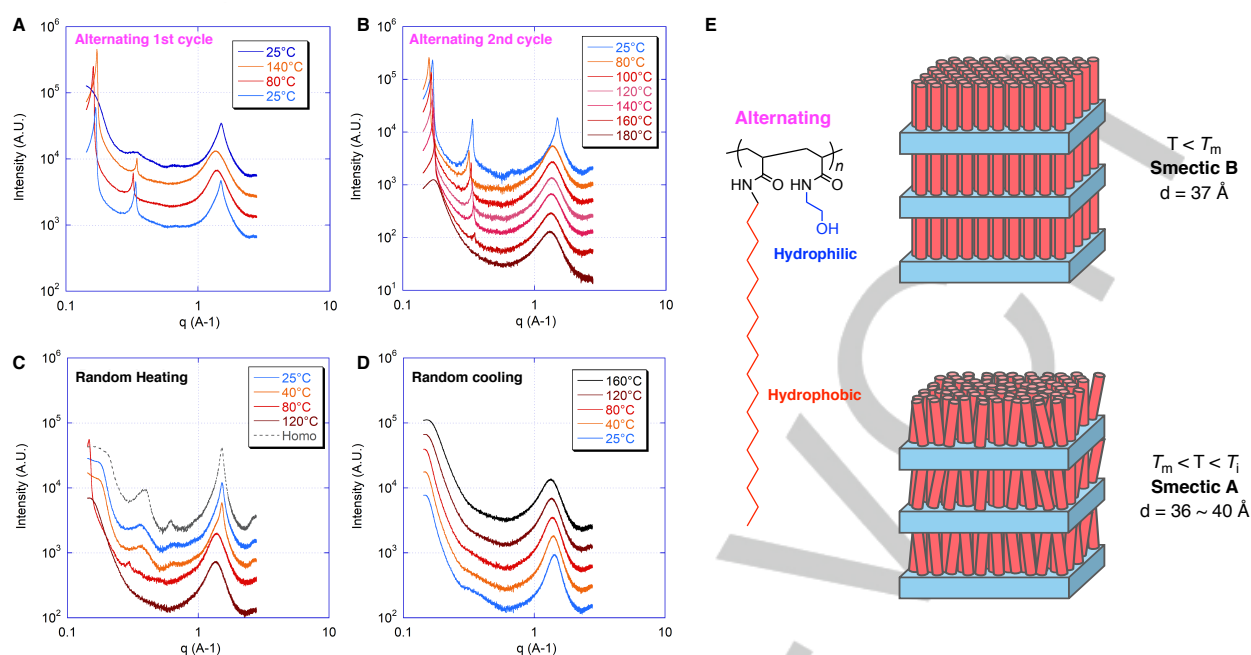 A
Alternating 1st cycle
25°C
140°C
80°C
25°C
Intensity (A.U.)
10^6
10^5
10^4
10^3
10^2
0.1
1
10
q (A-1)
B
Alternating 2nd cycle
25°C
80°C
100°C
120°C
140°C
160°C
180°C
Intensity (A.U.)
10^6
10^5
10^4
10^3
10^2
10^1
0.1
1
10
q (A-1)
C
Random Heating
25°C
40°C
80°C
120°C
Homo
Intensity (A.U.)
10^6
10^5
10^4
10^3
10^2
0.1
1
10
q (A-1)
D
Random cooling
160°C
120°C
80°C
40°C
25°C
Intensity (A.U.)
10^6
10^5
10^4
10^3
10^2
0.1
1
10
q (A-1)
E
Alternating
n
HN
O
HN
O
OH
Hydrophilic
Hydrophobic
T < Tm
Smectic B
d = 37 Å
Tm < T < Ti
Smectic A
d = 36 ~ 40 Å